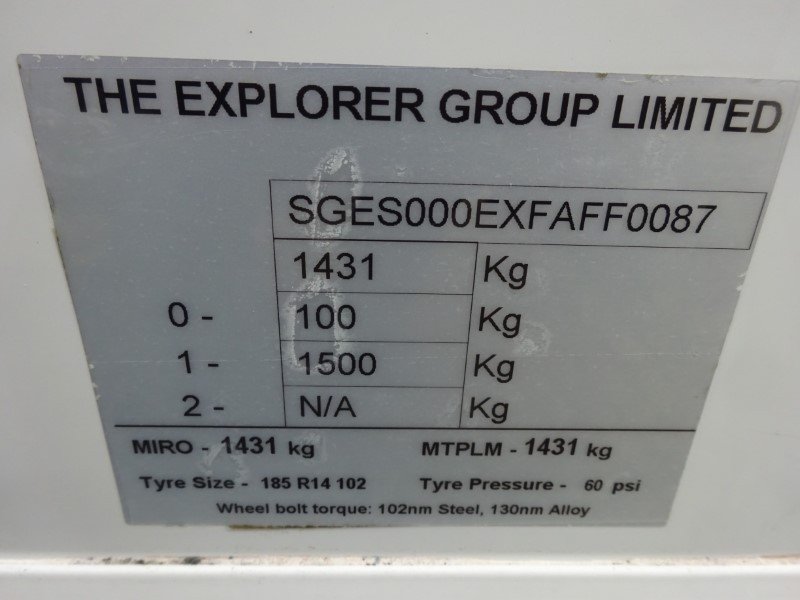 THE EXPLORER GROUP LIMITED
SGES000EXFAFF0087
1431 Kg
0 - 100 Kg
1 - 1500 Kg
2 - N/A Kg
MIRO - 1431 kg MTPLM - 1431 kg
Tyre Size - 185 R14 102 Tyre Pressure - 60 psi
Wheel bolt torque: 102nm Steel, 130nm Alloy